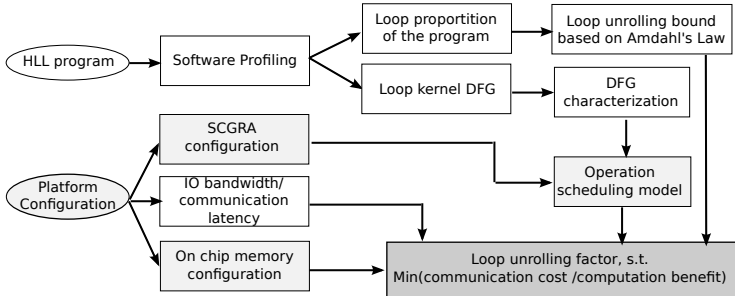 Loop proportition
of the program
Loop unrolling bound
based on Amdahl's Law
HLL program
Software Profiling
Loop kernel DFG
DFG
characterization
SCGRA
configuration
Operation
scheduling model
Platform
Configuration
IO bandwidth/
communication
latency
On chip memory
configuration
Loop unrolling factor, s.t.
Min(communication cost /computation benefit)